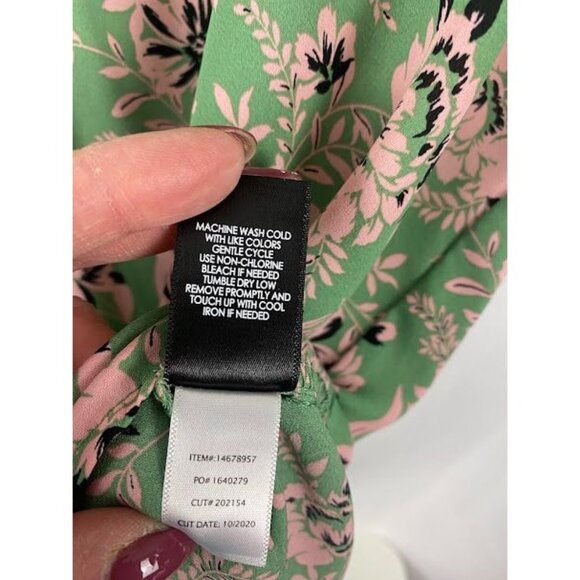 MACHINE WASH COLD
WITH LIKE COLORS
GENTLE CYCLE
USE NON-CHLORINE
BLEACH IF NEEDED
TUMBLE DRY LOW
REMOVE PROMPTLY AND
TOUCH UP WITH COOL
IRON IF NEEDED
ITEM#:14678957
PO# 1640279
CUT# 202154
CUT DATE: 10/2020